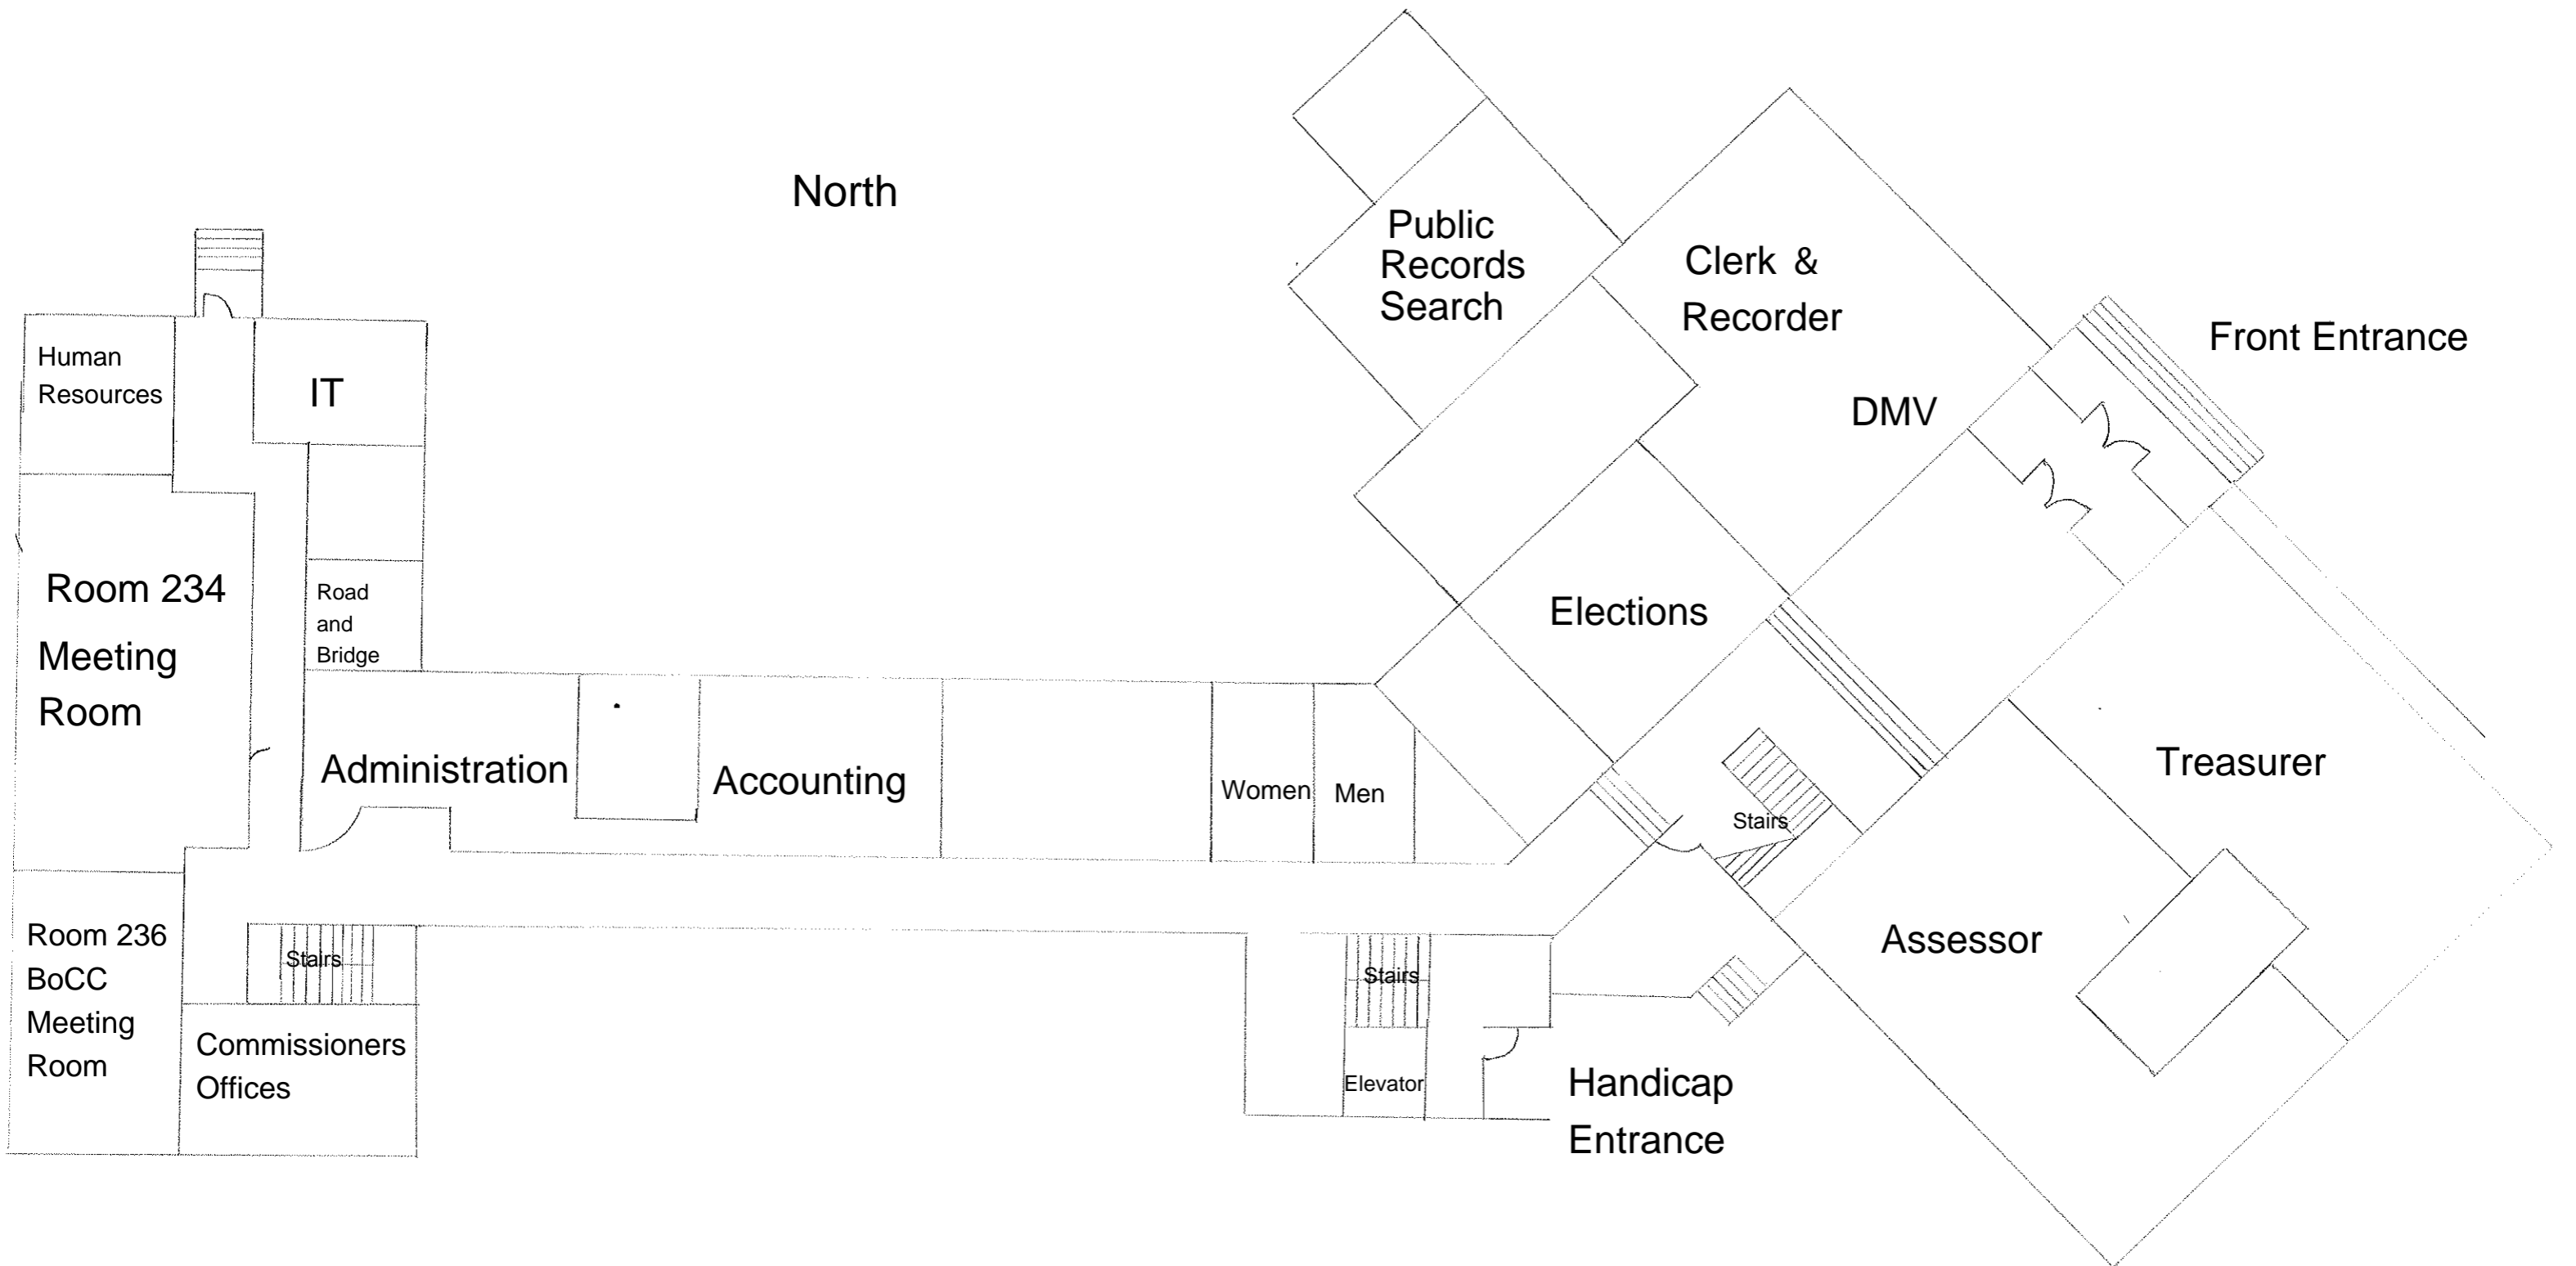 North
Public
Records
Search
Clerk &
Recorder
Front Entrance
DMV
Human
Resources
IT
Room 234
Meeting
Room
Road
and
Bridge
Elections
Administration
Accounting
Women
Men
Stairs
Treasurer
Assessor
Room 236
BoCC
Meeting
Room
Stairs
Commissioners
Offices
Stairs
Elevator
Handicap
Entrance